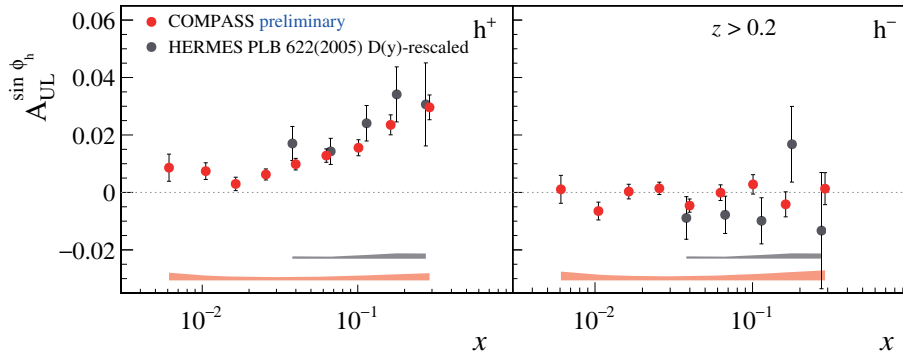 COMPASS preliminary
HERMES PLB 622(2005) D(y)-rescaled
h⁺
z > 0.2
h⁻
A_UL^sin ϕ_h
0.06
0.04
0.02
0
−0.02
10⁻² 10⁻¹ 10⁻² 10⁻¹
x x